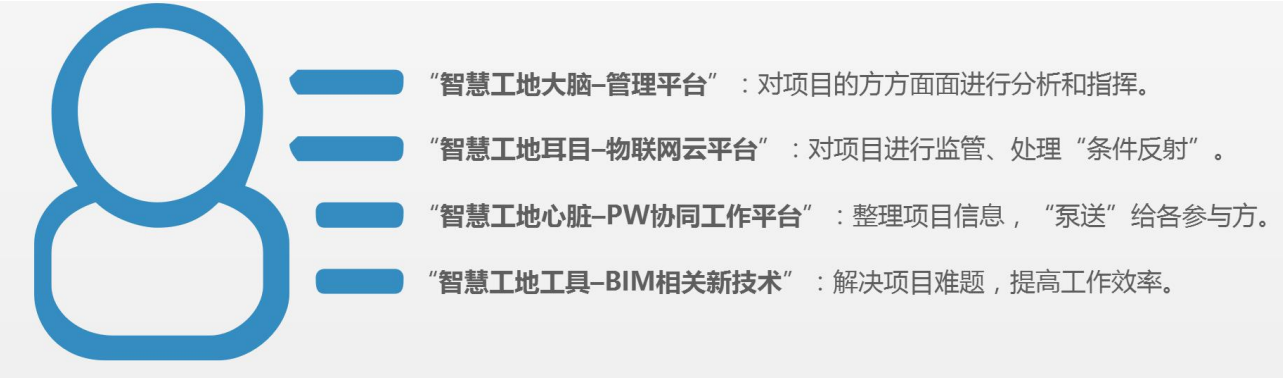 “智慧工地大脑–管理平台”：对项目的方方面面进行分析和指挥。
“智慧工地耳目–物联网云平台”：对项目进行监管、处理“条件反射”。
“智慧工地心脏–PW协同工作平台”：整理项目信息，“泵送”给各参与方。
“智慧工地工具–BIM相关新技术”：解决项目难题，提高工作效率。